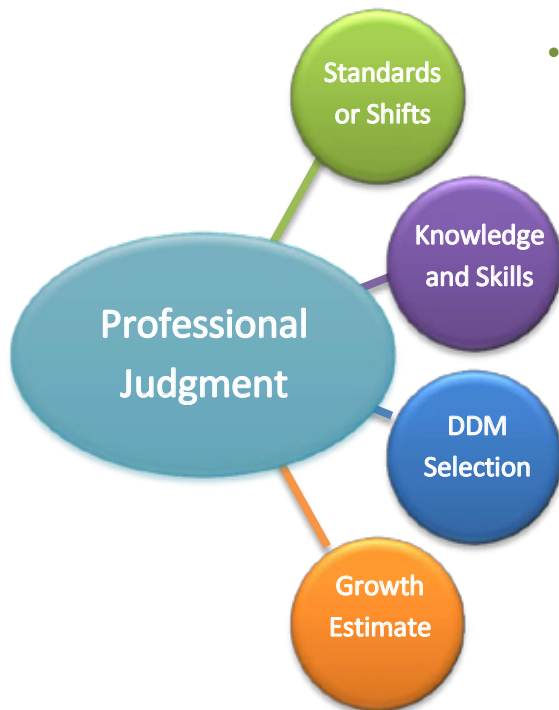 Standards
or Shifts
Knowledge
and Skills
Professional
Judgment
DDM
Selection
Growth
Estimate